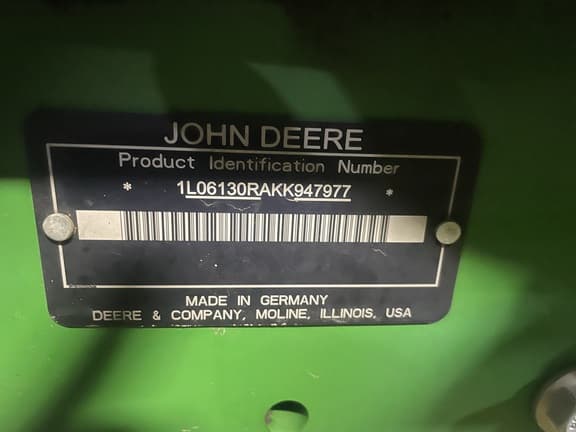 JOHN DEERE
Product Identification Number
* 1L06130RAKK947977 *
MADE IN GERMANY
DEERE & COMPANY, MOLINE, ILLINOIS, USA